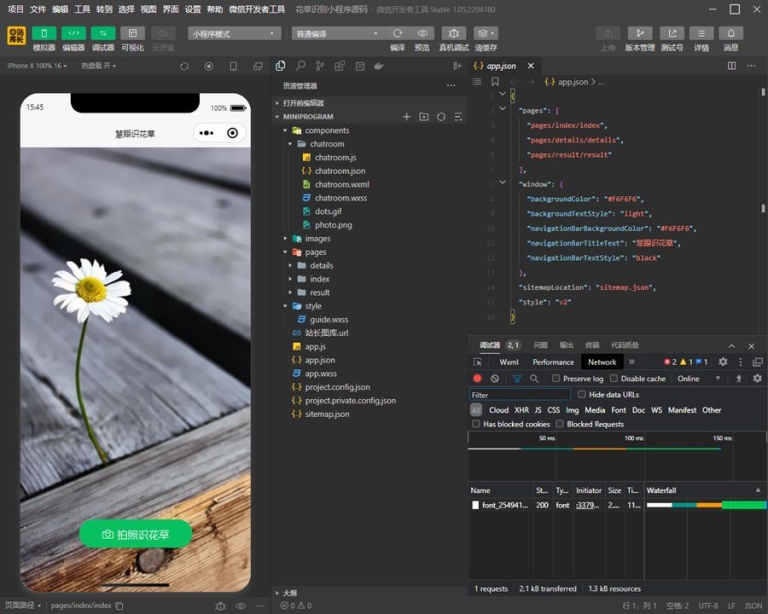 项目 文件 编辑 工具 转到 选择 视图 界面 设置 帮助 微信开发者工具
花草识别小程序源码 - 微信开发者工具 Stable 1.05.2204180
模拟器 编辑器 调试器 可视化 云开发
小程序模式
普通编译
编译 预览 真机调试 清缓存
上传 版本管理 测试号 详情 消息
iPhone X 100% 16
热重载 开
15:45
100%
慧眼识花草
拍照识花草
资源管理器
打开的编辑器
MINIPROGRAM
components
chatroom
chatroom.js
chatroom.json
chatroom.wxml
chatroom.wxss
dots.gif
photo.png
images
pages
details
index
result
style
guide.wxss
站长图库.url
app.js
app.json
app.wxss
project.config.json
project.private.config.json
sitemap.json
大纲
app.json
app.json > ...
{
"pages": [
"pages/index/index",
"pages/details/details",
"pages/result/result"
],
"window": {
"backgroundColor": "#F6F6F6",
"backgroundTextStyle": "light",
"navigationBarBackgroundColor": "#F6F6F6",
"navigationBarTitleText": "慧眼识花草",
"navigationBarTextStyle": "black"
},
"sitemapLocation": "sitemap.json",
"style": "v2"
}
调试器 2, 1 问题 输出 终端 代码质量
Wxml Performance Network » 2 1 1
Preserve log Disable cache Online
Filter Hide data URLs
All Cloud XHR JS CSS Img Media Font Doc WS Manifest Other
Has blocked cookies Blocked Requests
50 ms 100 ms 150 ms
Name St... Ty... Initiator Size Ti... Waterfall
font_254941... 200 font :3379... 2.... 11...
1 requests 2.1 kB transferred 1.3 kB resources
页面路径 pages/index/index
0 0
行 1, 列 1 空格: 2 UTF-8 LF JSON